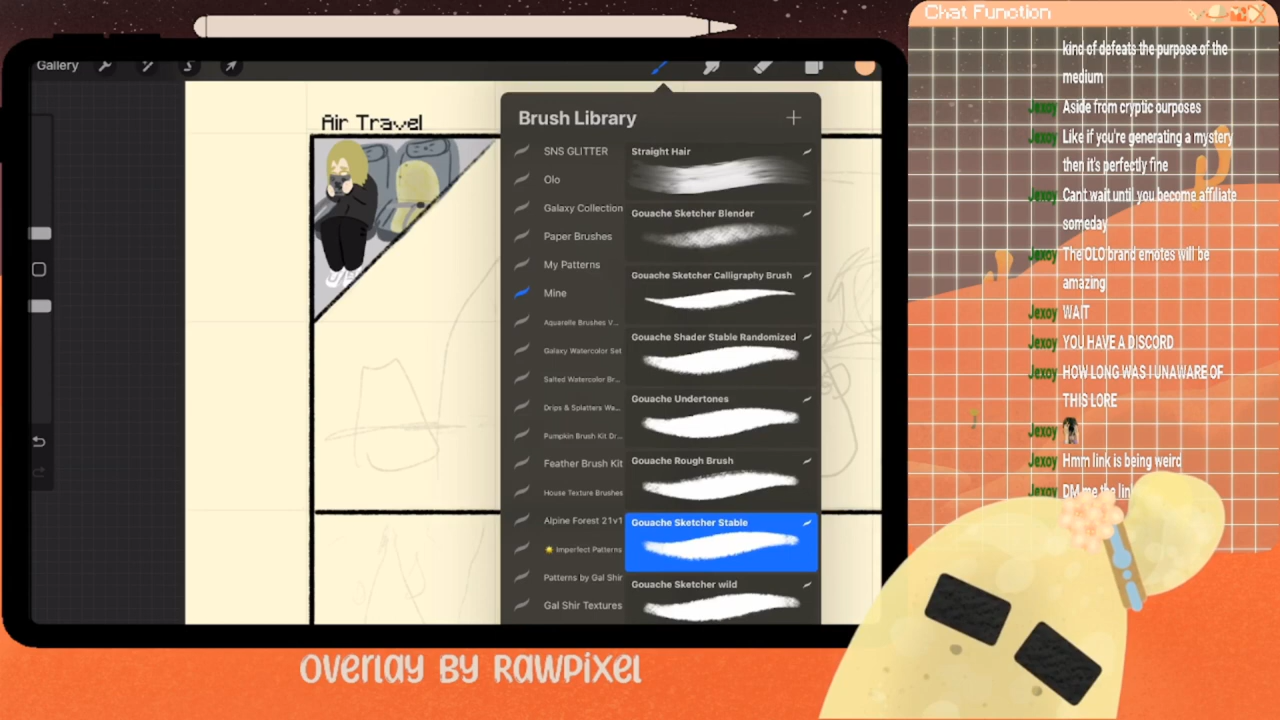 Gallery
Air Travel
Brush Library
SNS GLITTER
Olo
Galaxy Collection
Paper Brushes
My Patterns
Mine
Aquarelle Brushes V...
Galaxy Watercolor Set
Salted Watercolor Br...
Drips & Splatters Wa...
Pumpkin Brush Kit Dr...
Feather Brush Kit
House Texture Brushes
Alpine Forest 21v1
Imperfect Patterns
Patterns by Gal Shir
Gal Shir Textures
Straight Hair
Gouache Sketcher Blender
Gouache Sketcher Calligraphy Brush
Gouache Shader Stable Randomized
Gouache Undertones
Gouache Rough Brush
Gouache Sketcher Stable
Gouache Sketcher wild
Overlay by Rawpixel
Chat Function
kind of defeats the purpose of the
medium
Jexoy Aside from cryptic ourposes
Jexoy Like if you're generating a mystery
then it's perfectly fine
Jexoy Can't wait until you become affiliate
someday
Jexoy The OLO brand emotes will be
amazing
Jexoy WAIT
Jexoy YOU HAVE A DISCORD
Jexoy HOW LONG WAS I UNAWARE OF
THIS LORE
Jexoy
Jexoy Hmm link is being weird
Jexoy DM me the link